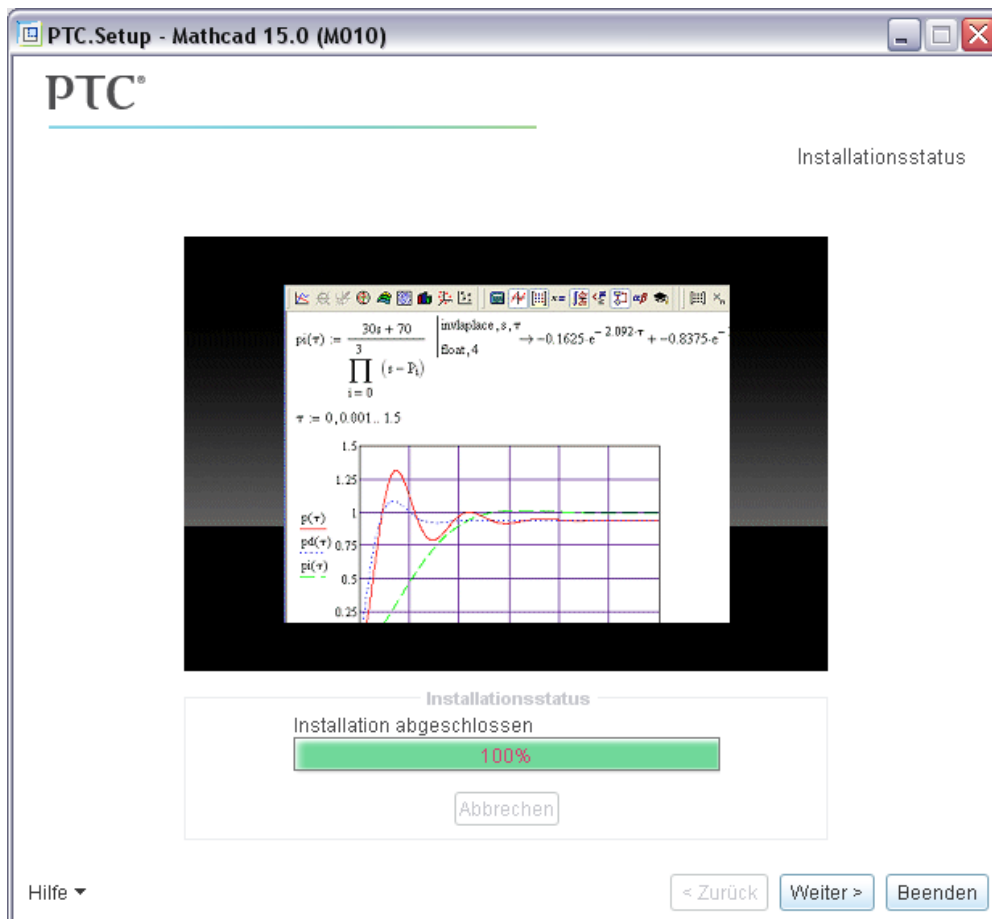 PTC.Setup - Mathcad 15.0 (M010)
PTC®
Installationsstatus
pi(τ) := 30s + 70 / 3 ∏ i = 0 (s − Pᵢ) | invlaplace, s, τ float, 4 → −0.1625·e^− 2.092·τ + −0.8375·e^−
τ := 0, 0.001.. 1.5
1.5
1.25
1
0.75
0.5
0.25
p(τ)
pd(τ)
pi(τ)
Installationsstatus
Installation abgeschlossen
100%
Abbrechen
Hilfe
< Zurück
Weiter >
Beenden